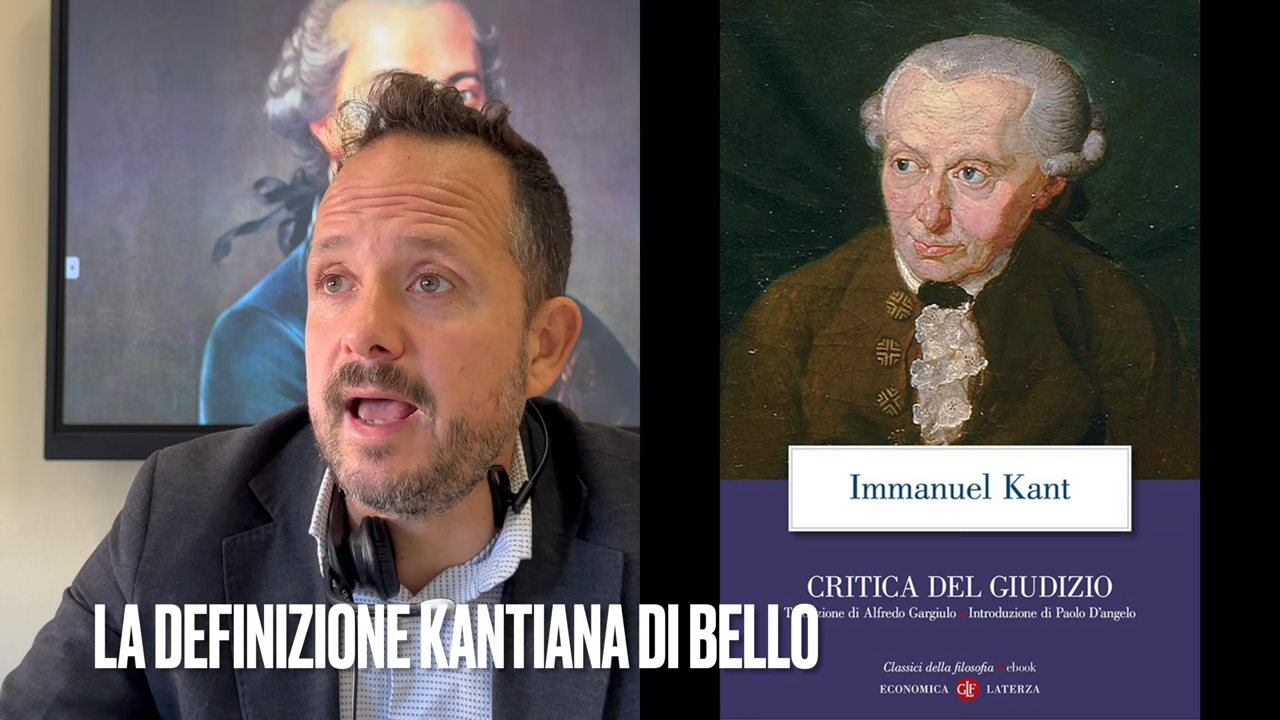 Immanuel Kant
CRITICA DEL GIUDIZIO
Introduzione di Paolo D'angelo
di Alfredo Gargiulo
Classici della filosofia • ebook
ECONOMICA GLF LATERZA
LA DEFINIZIONE KANTIANA DI BELLO